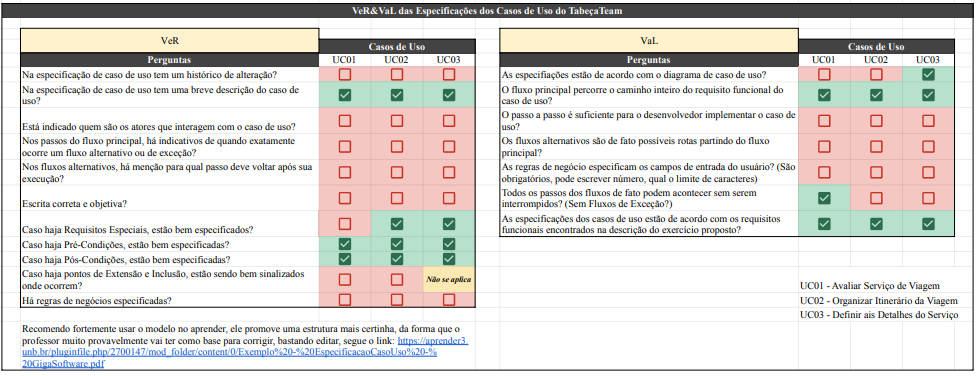 VeR&VaL das Especificações dos Casos de Uso do TabeçaTeam
VeR
Casos de Uso
Perguntas
UC01 UC02 UC03
Na especificação de caso de uso tem um histórico de alteração?
Na especificação de caso de uso tem uma breve descrição do caso de
uso?
Está indicado quem são os atores que interagem com o caso de uso?
Nos passos do fluxo principal, há indicativos de quando exatamente
ocorre um fluxo alternativo ou de exceção?
Nos fluxos alternativos, há menção para qual passo deve voltar após sua
execução?
Escrita correta e objetiva?
Caso haja Requisitos Especiais, estão bem especificados?
Caso haja Pré-Condições, estão bem especificadas?
Caso haja Pós-Condições, estão bem especificadas?
Caso haja pontos de Extensão e Inclusão, estão sendo bem sinalizados
onde ocorrem?
Não se aplica
Há regras de negócios especificadas?
Recomendo fortemente usar o modelo no aprender, ele promove uma estrutura mais certinha, da forma que o
professor muito provavelmente vai ter como base para corrigir, bastando editar, segue o link: https://aprender3.
unb.br/pluginfile.php/2700147/mod_folder/content/0/Exemplo%20-%20EspecificacaoCasoUso%20-%
20GigaSoftware.pdf
VaL
Casos de Uso
Perguntas
UC01 UC02 UC03
As especifiações estão de acordo com o diagrama de caso de uso?
O fluxo principal percorre o caminho inteiro do requisito funcional do
caso de uso?
O passo a passo é suficiente para o desenvolvedor implementar o caso de
uso?
Os fluxos alternativos são de fato possíveis rotas partindo do fluxo
principal?
As regras de negócio especificam os campos de entrada do usuário? (São
obrigatórios, pode escrever número, qual o limite de caracteres)
Todos os passos dos fluxos de fato podem acontecer sem serem
interrompidos? (Sem Fluxos de Exceção?)
As especificações dos casos de uso estão de acordo com os requisitos
funcionais encontrados na descrição do exercício proposto?
UC01 - Avaliar Serviço de Viagem
UC02 - Organizar Itinerário da Viagem
UC03 - Definir ais Detalhes do Serviço